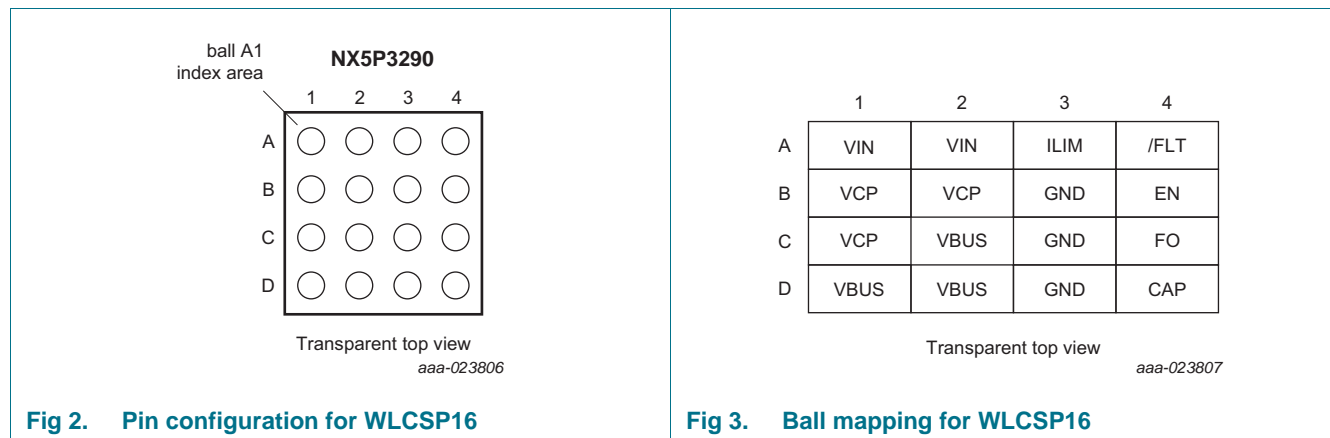 ball A1
index area
NX5P3290
1 2 3 4
A
B
C
D
Transparent top view
aaa-023806
Fig 2. Pin configuration for WLCSP16
1 2 3 4
A VIN VIN ILIM /FLT
B VCP VCP GND EN
C VCP VBUS GND FO
D VBUS VBUS GND CAP
Transparent top view
aaa-023807
Fig 3. Ball mapping for WLCSP16